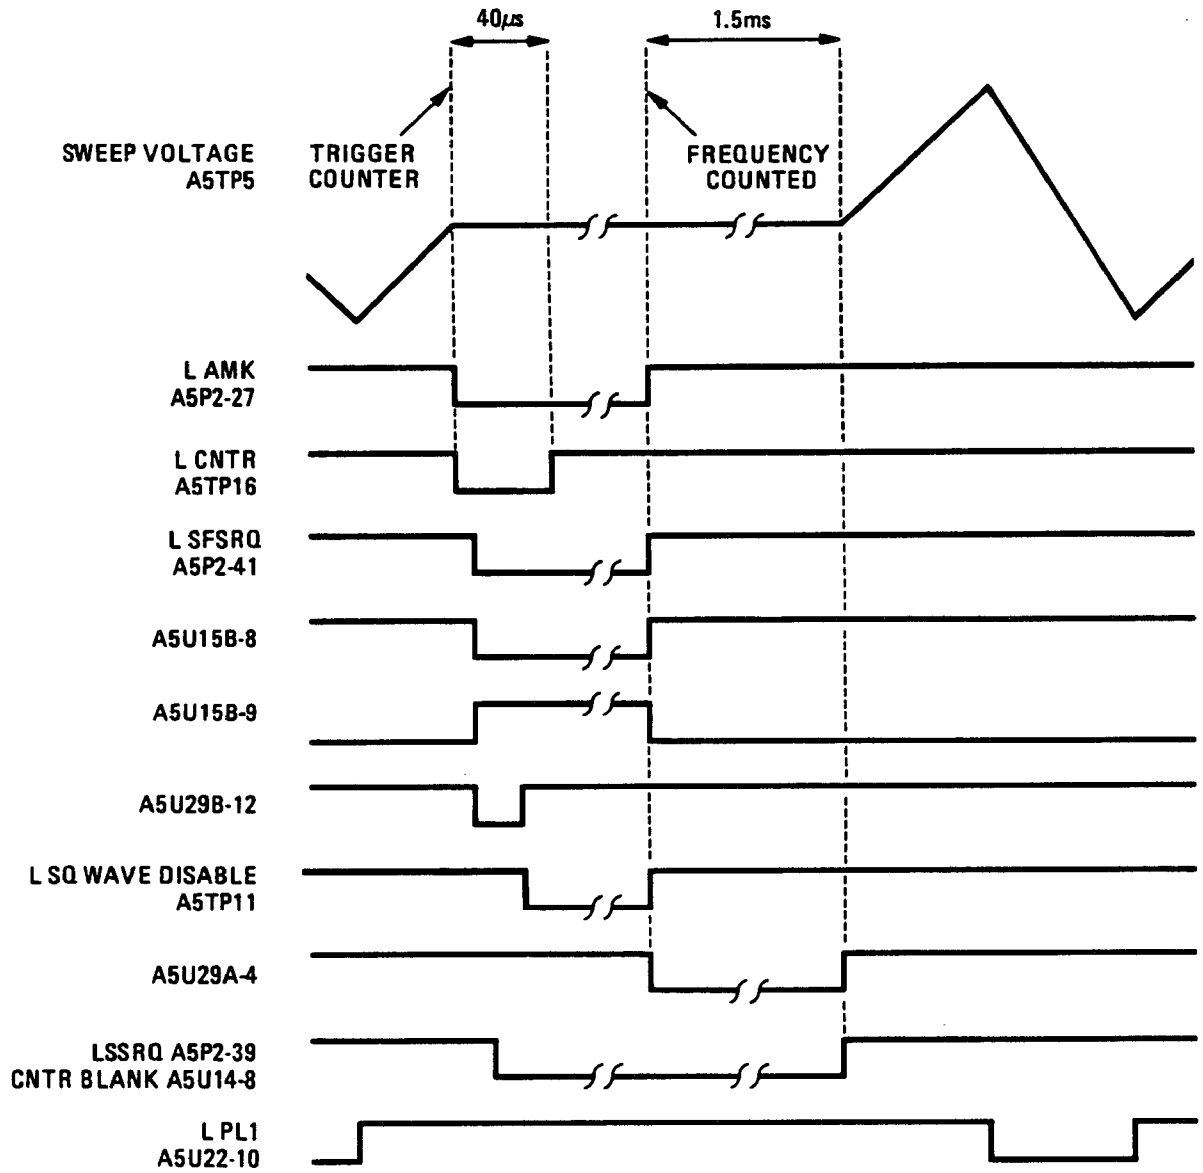 40μs
1.5ms
SWEEP VOLTAGE
A5TP5
TRIGGER
COUNTER
FREQUENCY
COUNTED
L AMK
A5P2-27
L CNTR
A5TP16
L SFSRQ
A5P2-41
A5U15B-8
A5U15B-9
A5U29B-12
L SQ WAVE DISABLE
A5TP11
A5U29A-4
LSSRQ A5P2-39
CNTR BLANK A5U14-8
L PL1
A5U22-10